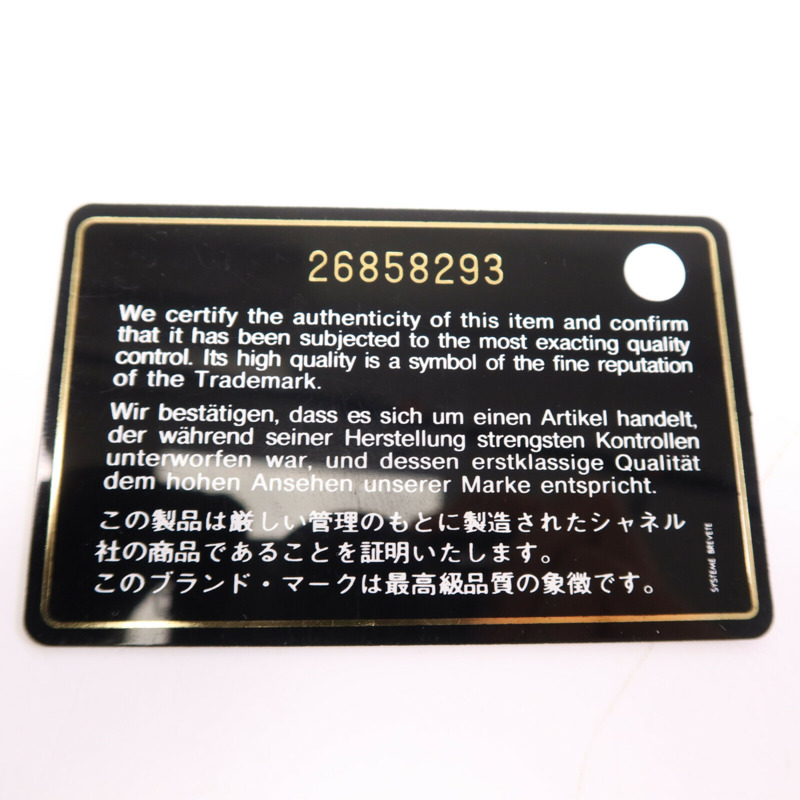 26858293
We certify the authenticity of this item and confirm
that it has been subjected to the most exacting quality
control. Its high quality is a symbol of the fine reputation
of the Trademark.
Wir bestätigen, dass es sich um einen Artikel handelt,
der während seiner Herstellung strengsten Kontrollen
unterworfen war, und dessen erstklassige Qualität
dem hohen Ansehen unserer Marke entspricht.
この製品は厳しい管理のもとに製造されたシャネル
社の商品であることを証明いたします。
このブランド・マークは最高級品質の象徴です。
SYSTEME BREVETE